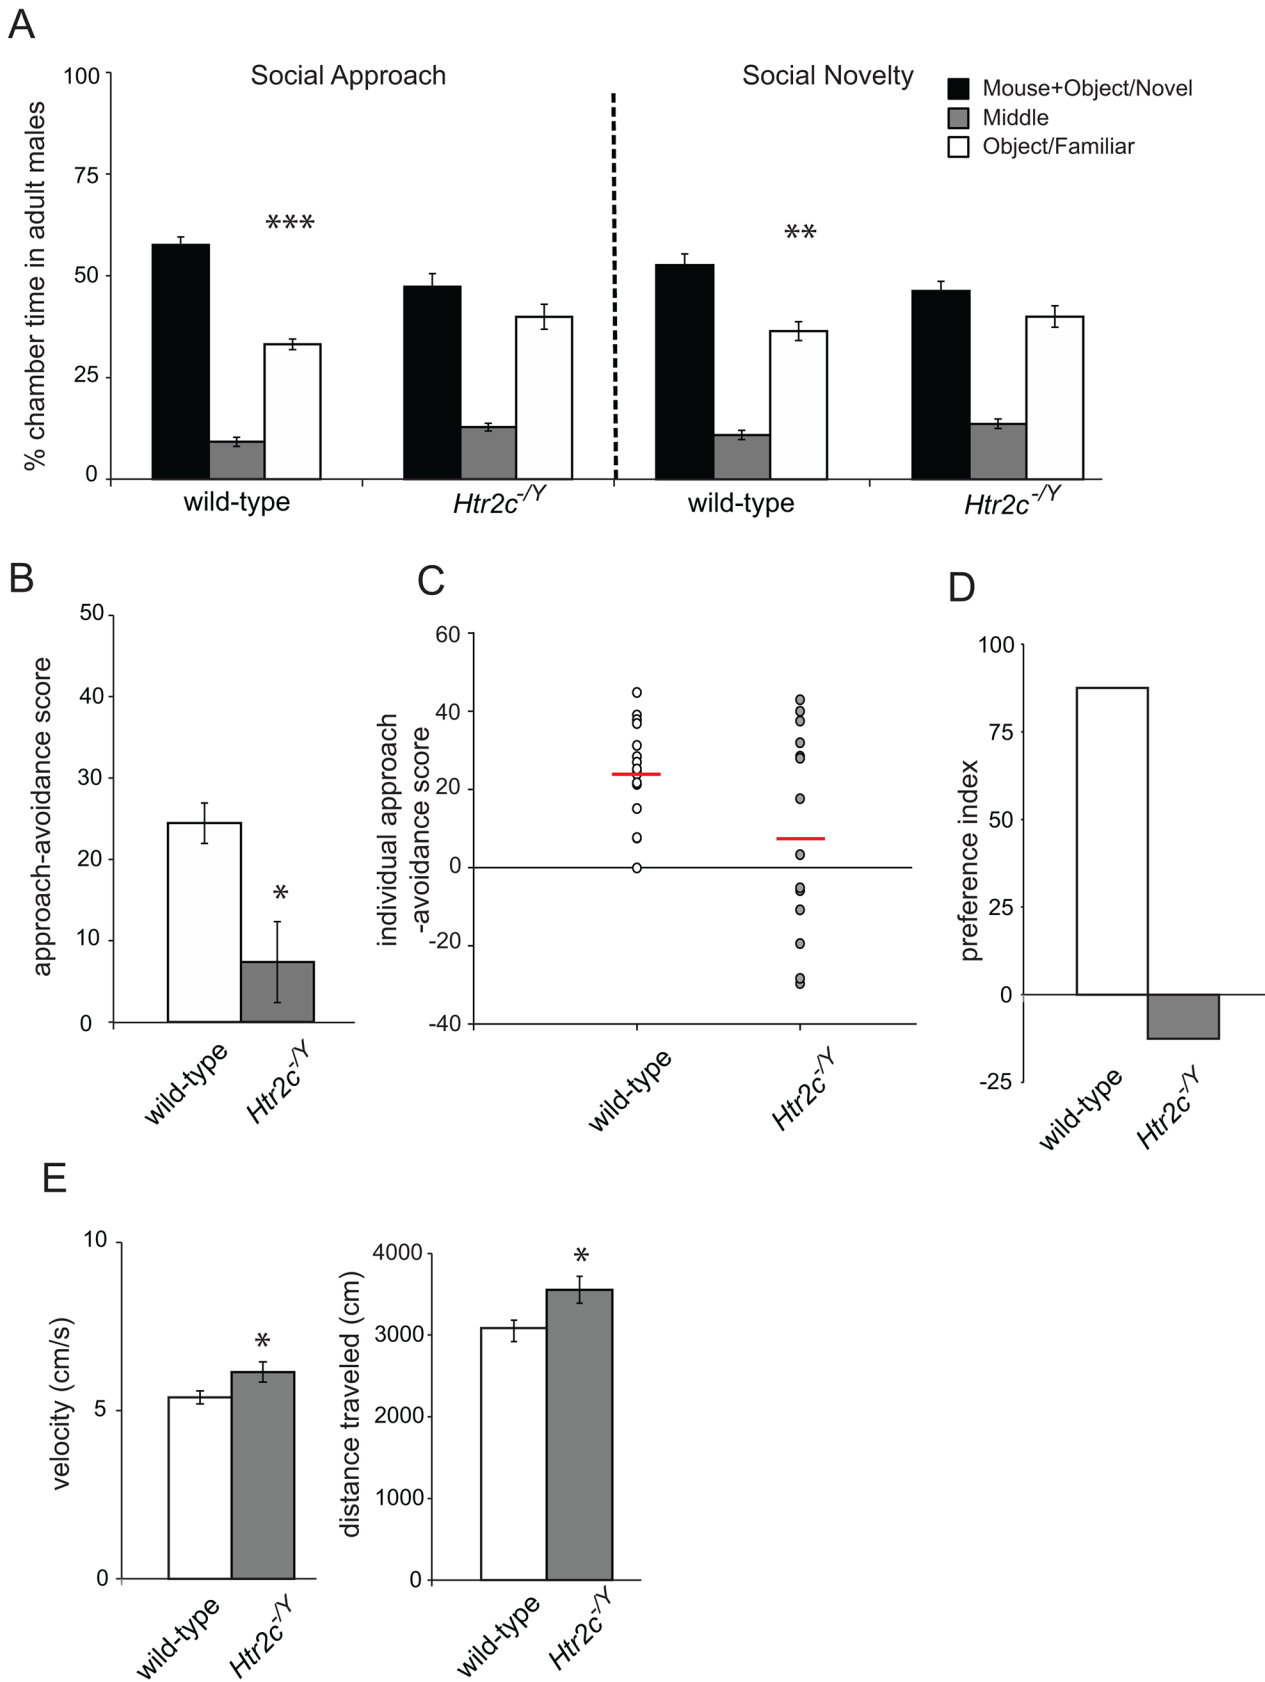 A
Social Approach
Social Novelty
Mouse+Object/Novel
Middle
Object/Familiar
% chamber time in adult males
100
75
50
25
0
***
**
wild-type
Htr2c-/Y
wild-type
Htr2c-/Y
B
approach-avoidance score
50
40
30
20
10
0
*
wild-type
Htr2c-/Y
C
individual approach
-avoidance score
60
40
20
0
-20
-40
wild-type
Htr2c-/Y
D
preference index
100
75
50
25
0
-25
wild-type
Htr2c-/Y
E
velocity (cm/s)
10
5
0
*
wild-type
Htr2c-/Y
distance traveled (cm)
4000
3000
2000
1000
0
*
wild-type
Htr2c-/Y